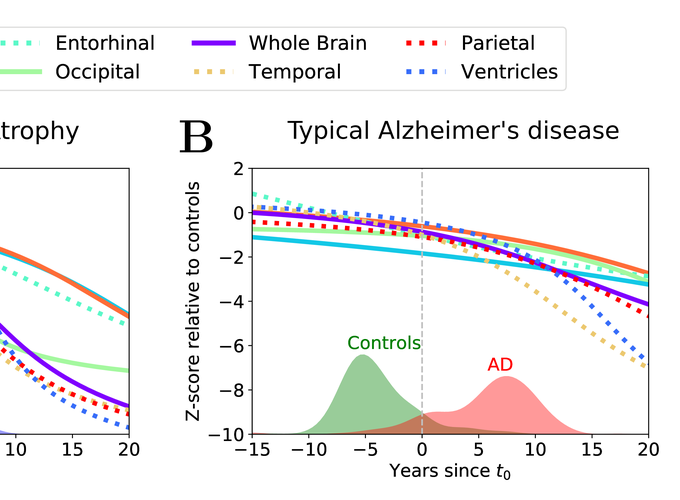 Entorhinal Whole Brain Parietal
Occipital Temporal Ventricles
trophy
B Typical Alzheimer's disease
Z-score relative to controls
2
0
−2
−4
−6
−8
−10
Controls
AD
10 15 20
−15 −10 −5 0 5 10 15 20
Years since t0